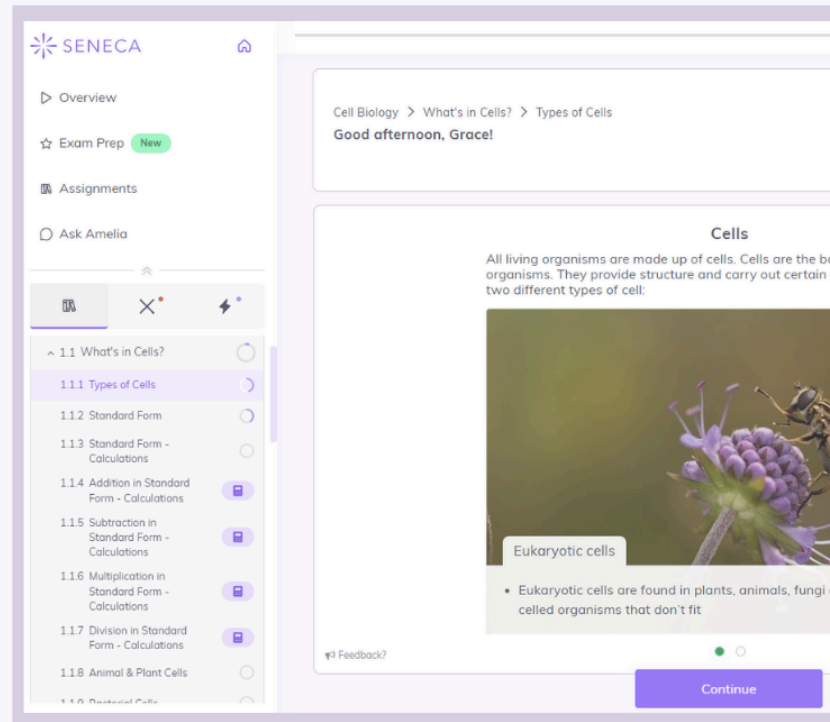 SENECA
Overview
Exam Prep New
Assignments
Ask Amelia
1.1 What's in Cells?
1.1.1 Types of Cells
1.1.2 Standard Form
1.1.3 Standard Form -
Calculations
1.1.4 Addition in Standard
Form - Calculations
1.1.5 Subtraction in
Standard Form -
Calculations
1.1.6 Multiplication in
Standard Form -
Calculations
1.1.7 Division in Standard
Form - Calculations
1.1.8 Animal & Plant Cells
Cell Biology > What's in Cells? > Types of Cells
Good afternoon, Grace!
Cells
All living organisms are made up of cells. Cells are the
organisms. They provide structure and carry out certain
two different types of cell:
Eukaryotic cells
• Eukaryotic cells are found in plants, animals, fungi
celled organisms that don't fit
Feedback?
Continue